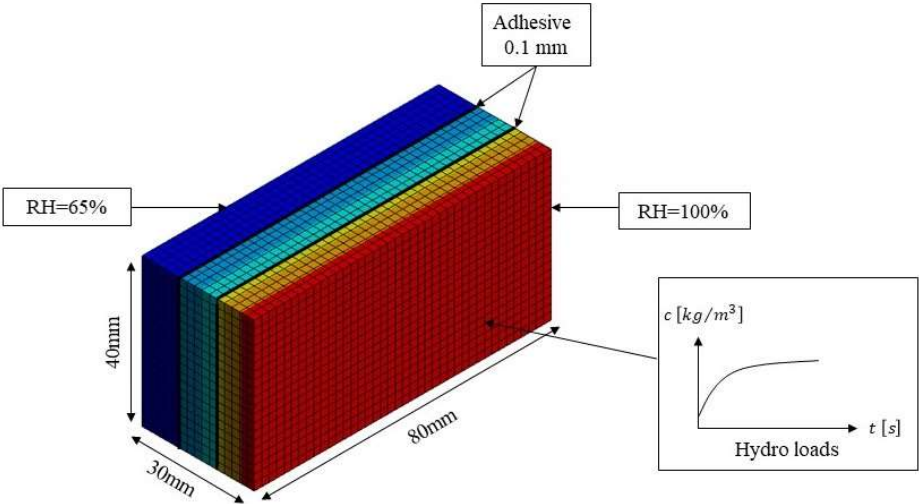 Adhesive
0.1 mm
RH=65%
RH=100%
40mm
30mm
80mm
c [kg/m³]
t [s]
Hydro loads